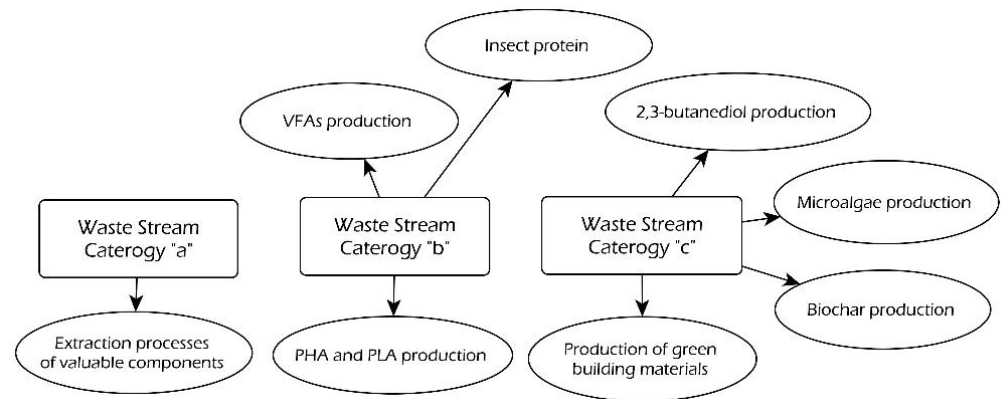 Insect protein
VFAs production
2,3-butanediol production
Waste Stream
Caterogy "a"
Waste Stream
Caterogy "b"
Waste Stream
Caterogy "c"
Microalgae production
Biochar production
Extraction processes
of valuable components
PHA and PLA production
Production of green
building materials